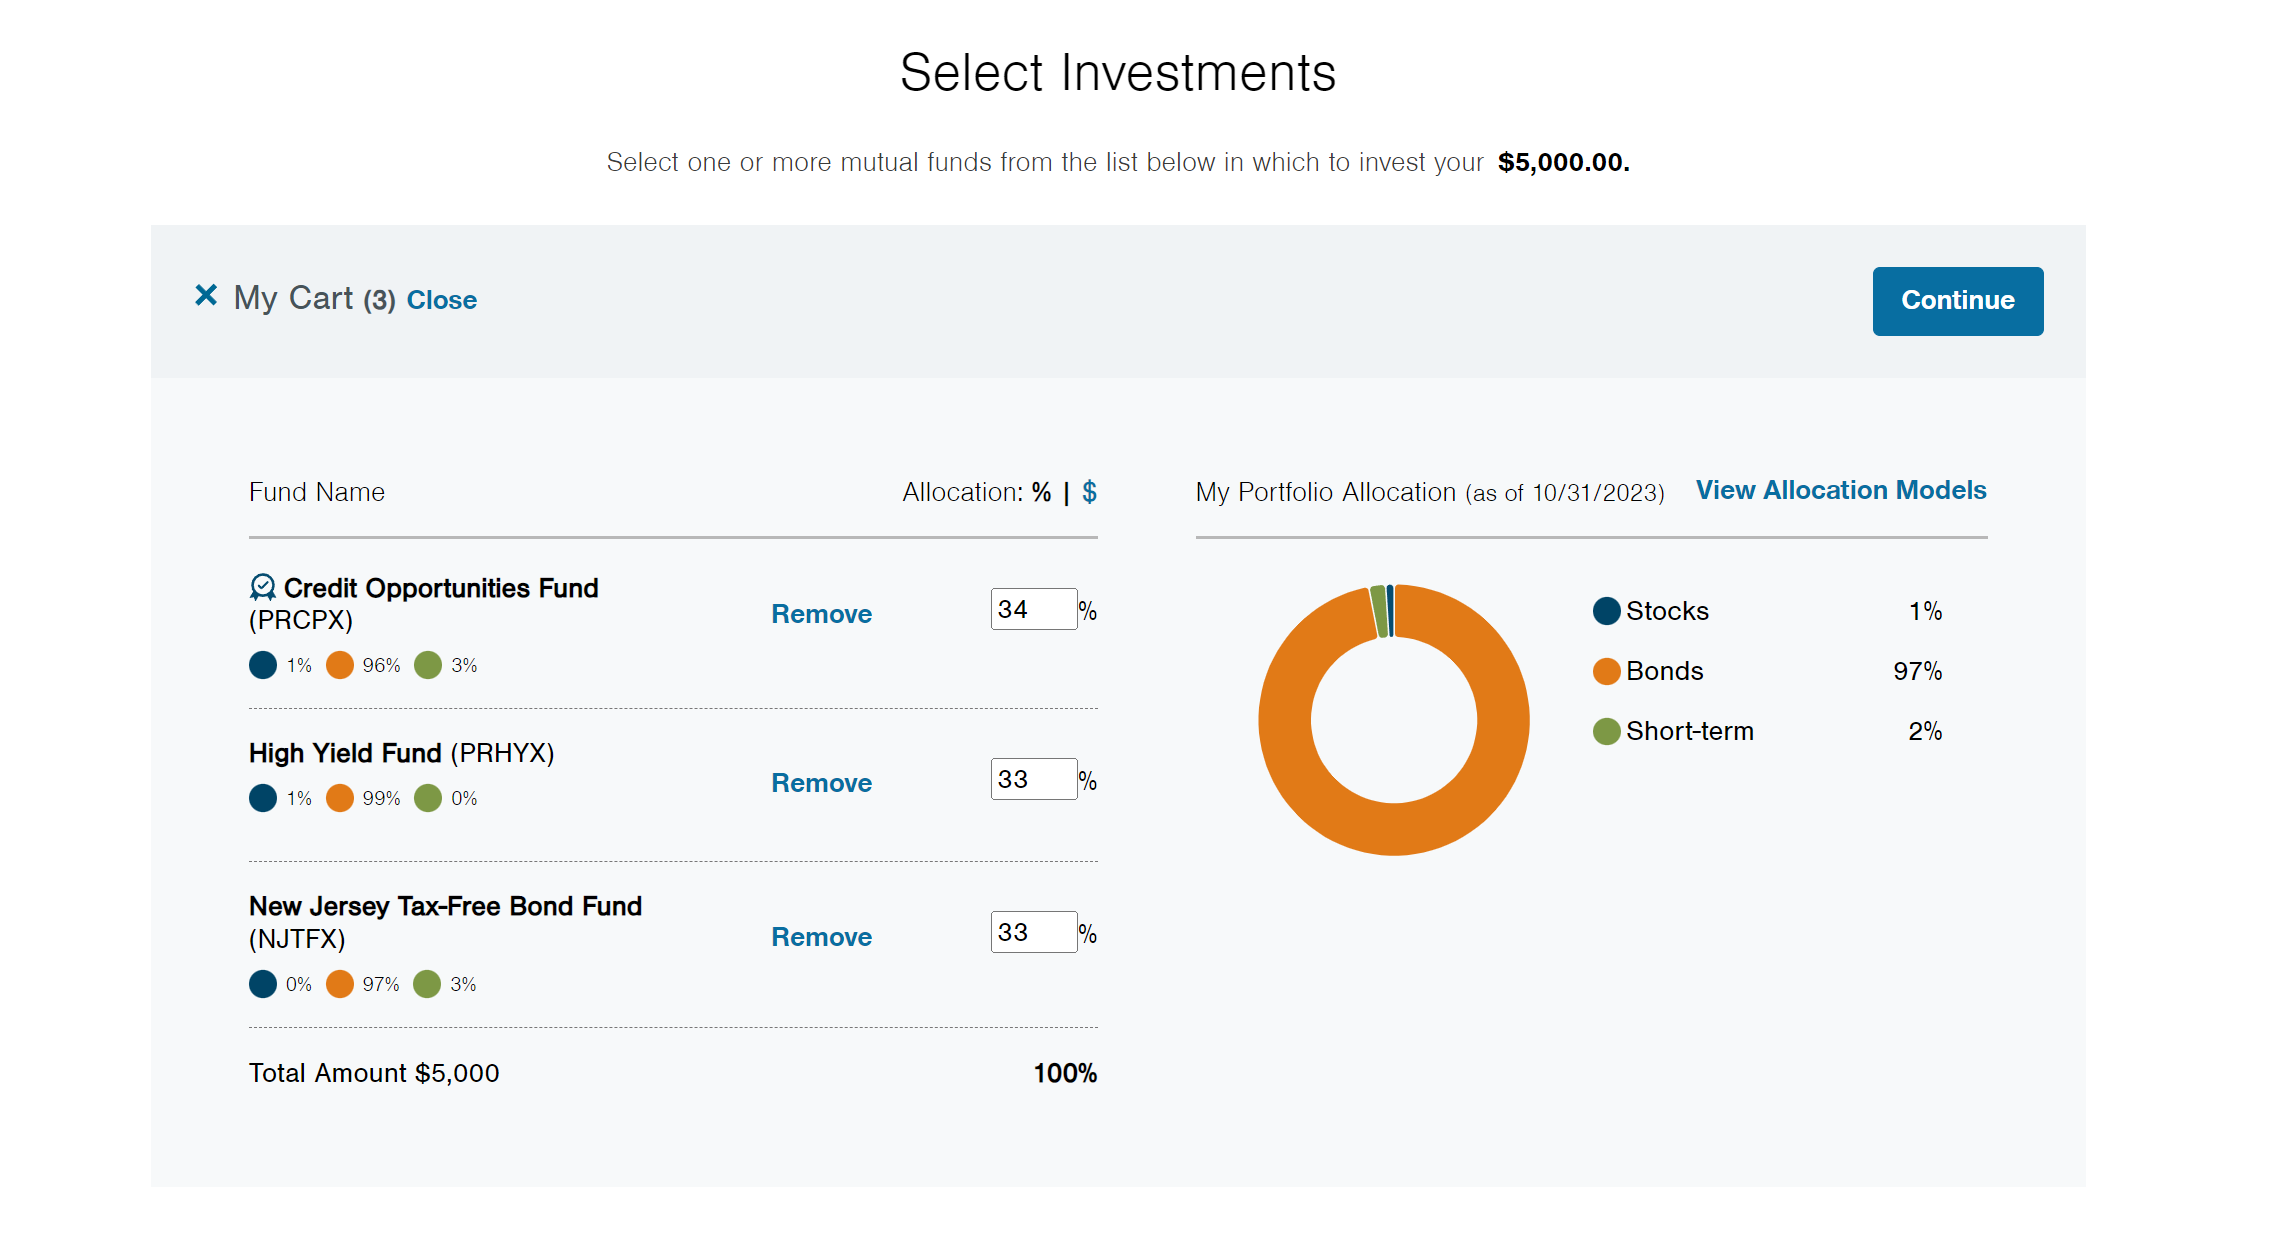 Select Investments
Select one or more mutual funds from the list below in which to invest your $5,000.00.
My Cart (3) Close
Continue
Fund Name
Allocation: % | $
Credit Opportunities Fund
(PRCPX)
1% 96% 3%
Remove
34 %
High Yield Fund (PRHYX)
1% 99% 0%
Remove
33 %
New Jersey Tax-Free Bond Fund
(NJTFX)
0% 97% 3%
Remove
33 %
Total Amount $5,000
100%
My Portfolio Allocation (as of 10/31/2023)
View Allocation Models
Stocks 1%
Bonds 97%
Short-term 2%